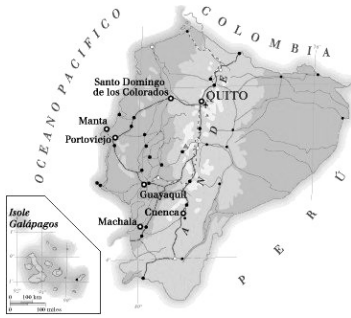 COLOMBIA
OCEANO PACIFICO
Santo Domingo
de los Colorados
QUITO
Manta
Portoviejo
ANDE
Guayaquil
Cuenca
Machala
PERÚ
Isole
Galápagos
0 100 km
0 100 miles